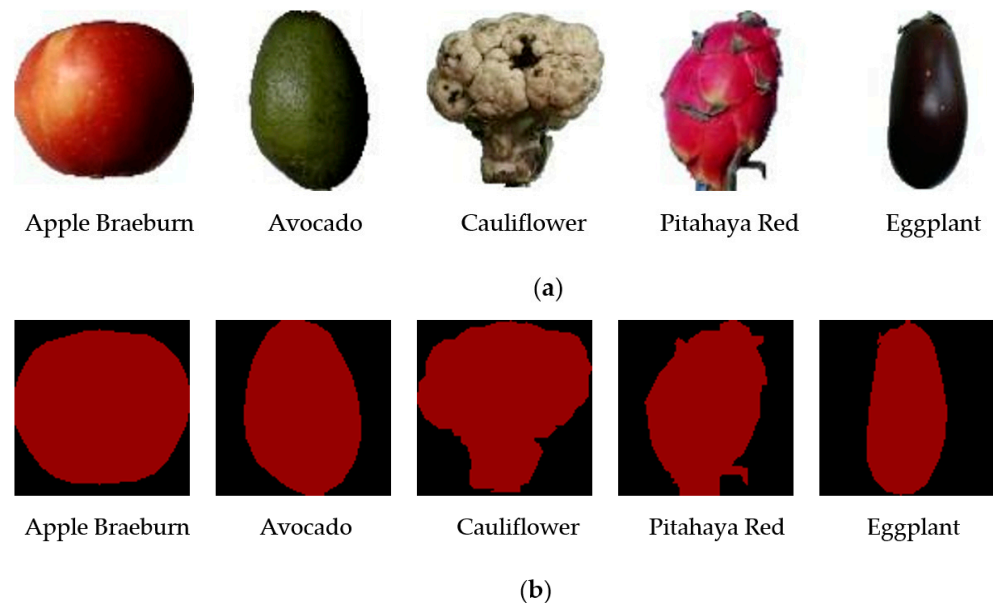 Apple Braeburn Avocado Cauliflower Pitahaya Red Eggplant
(a)
Apple Braeburn Avocado Cauliflower Pitahaya Red Eggplant
(b)